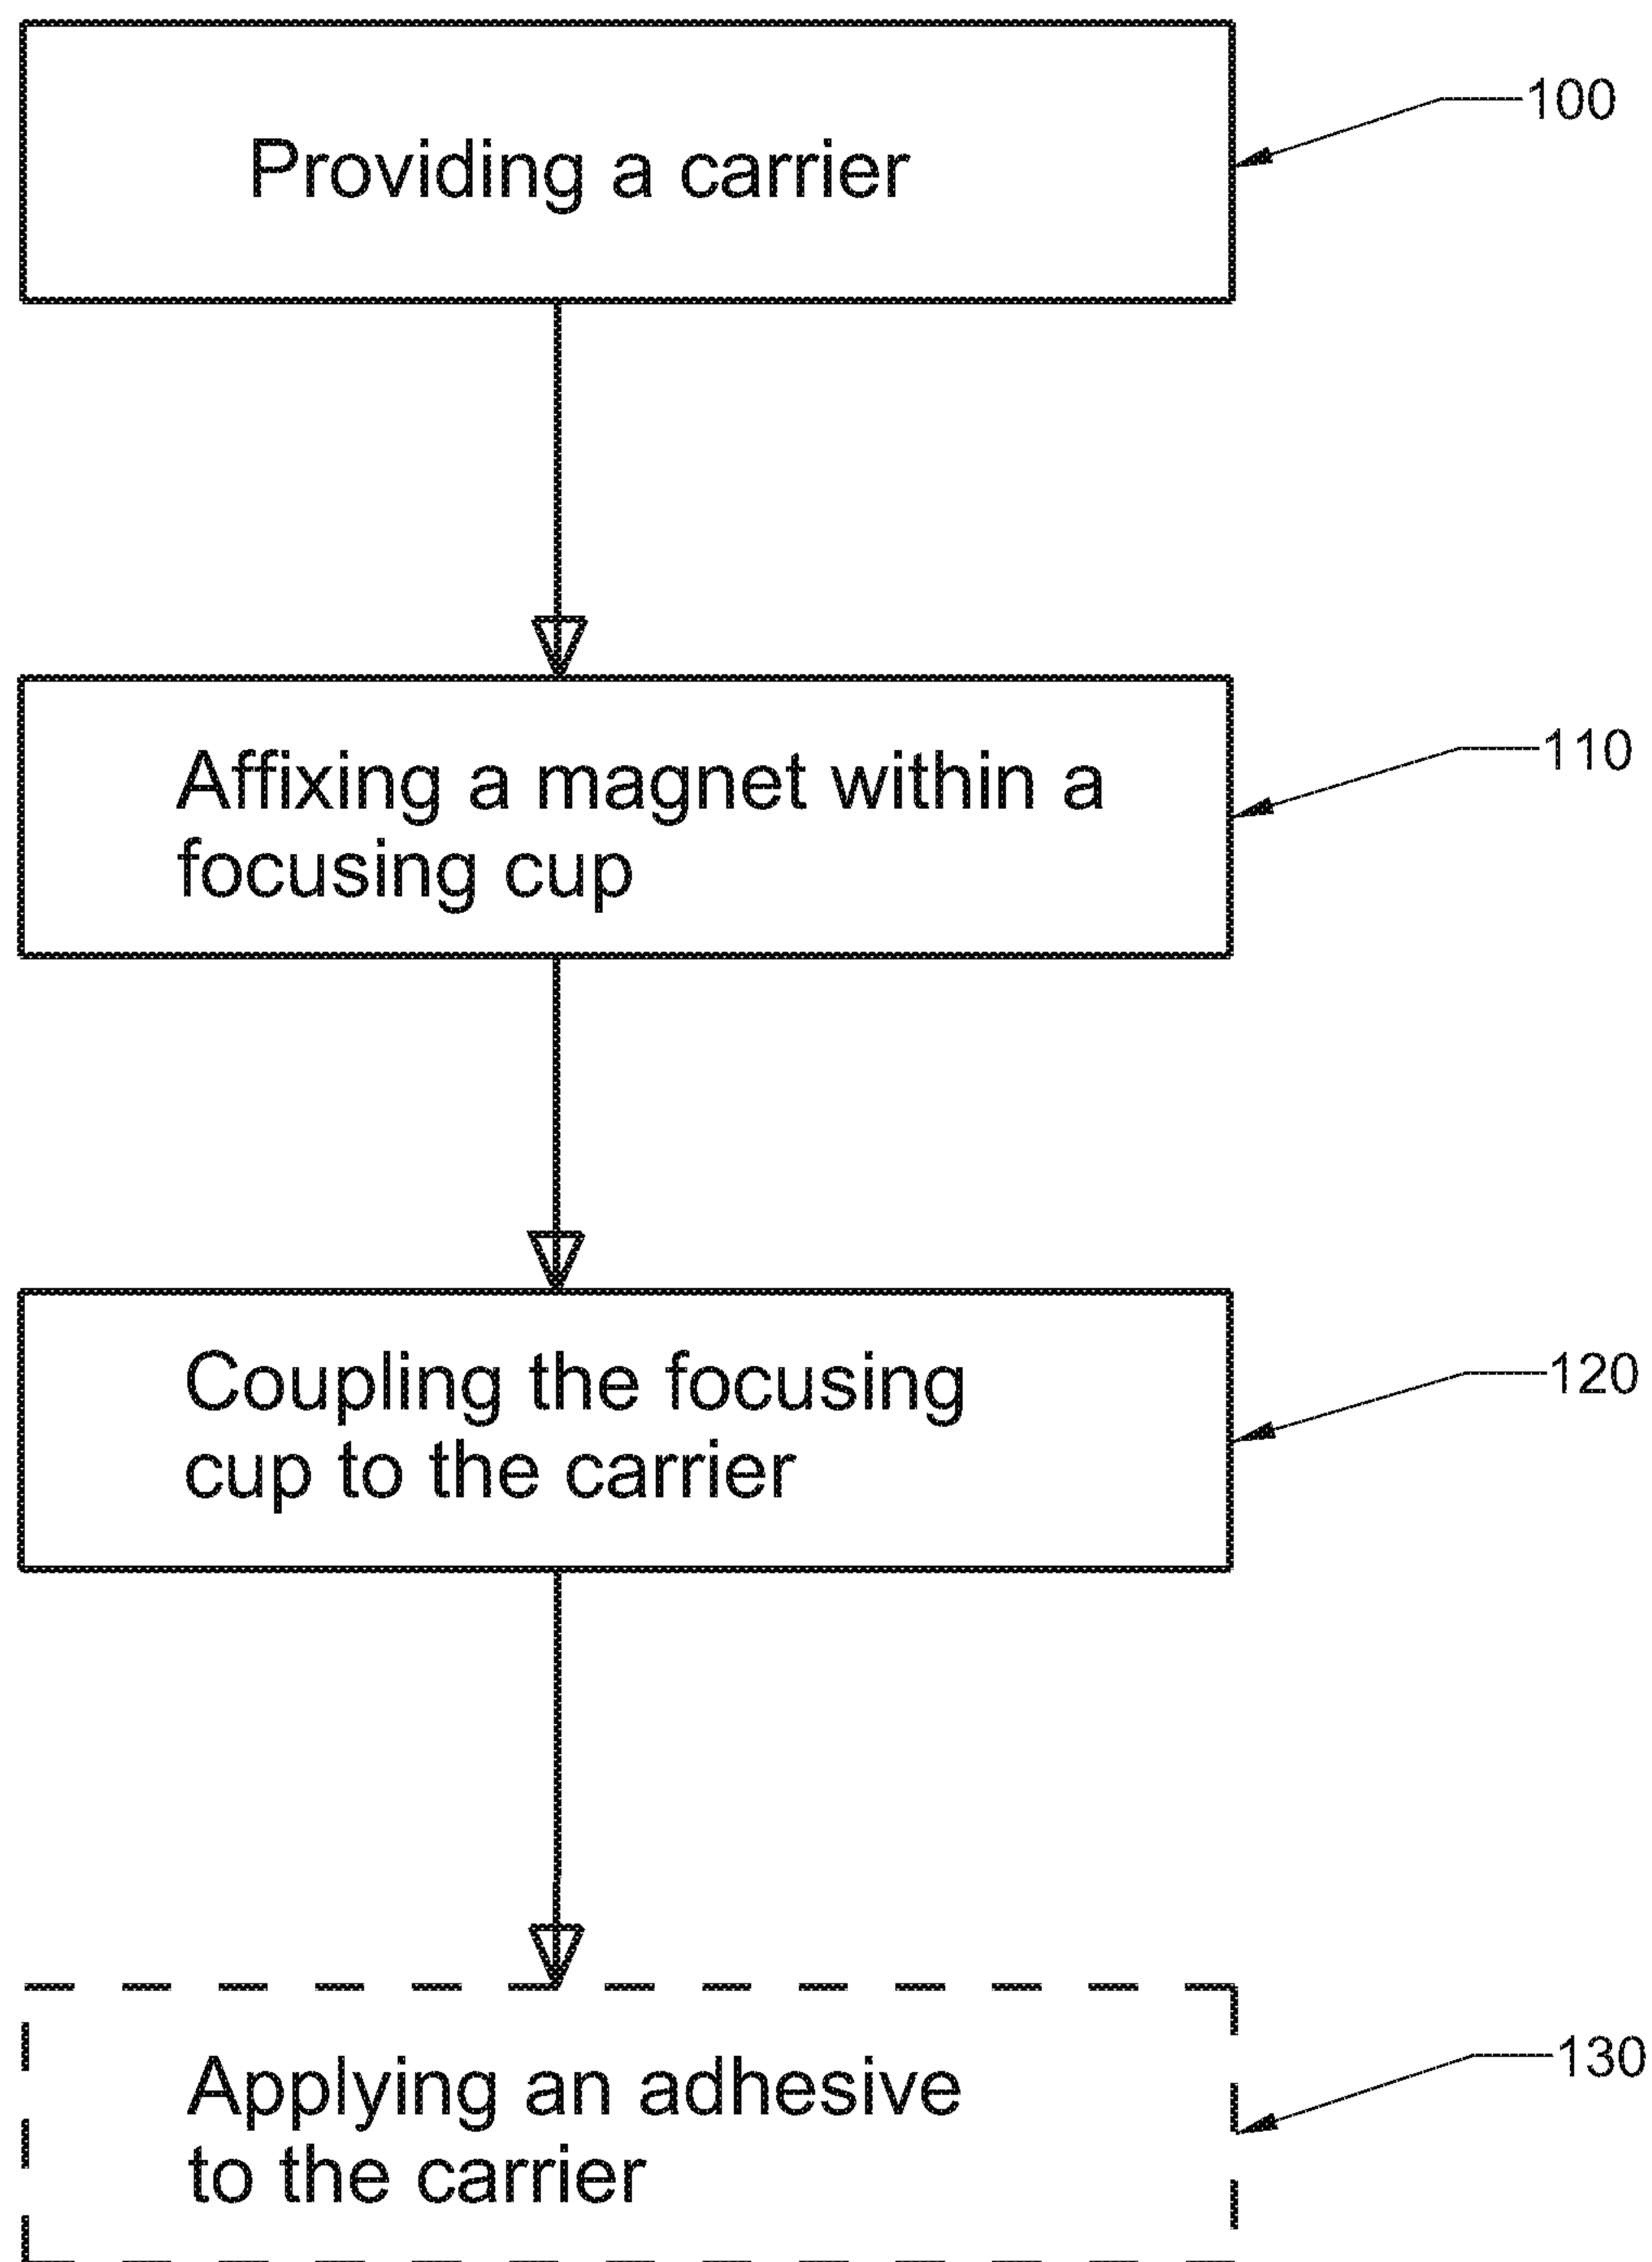 Providing a carrier
100
Affixing a magnet within a
focusing cup
110
Coupling the focusing
cup to the carrier
120
Applying an adhesive
to the carrier
130